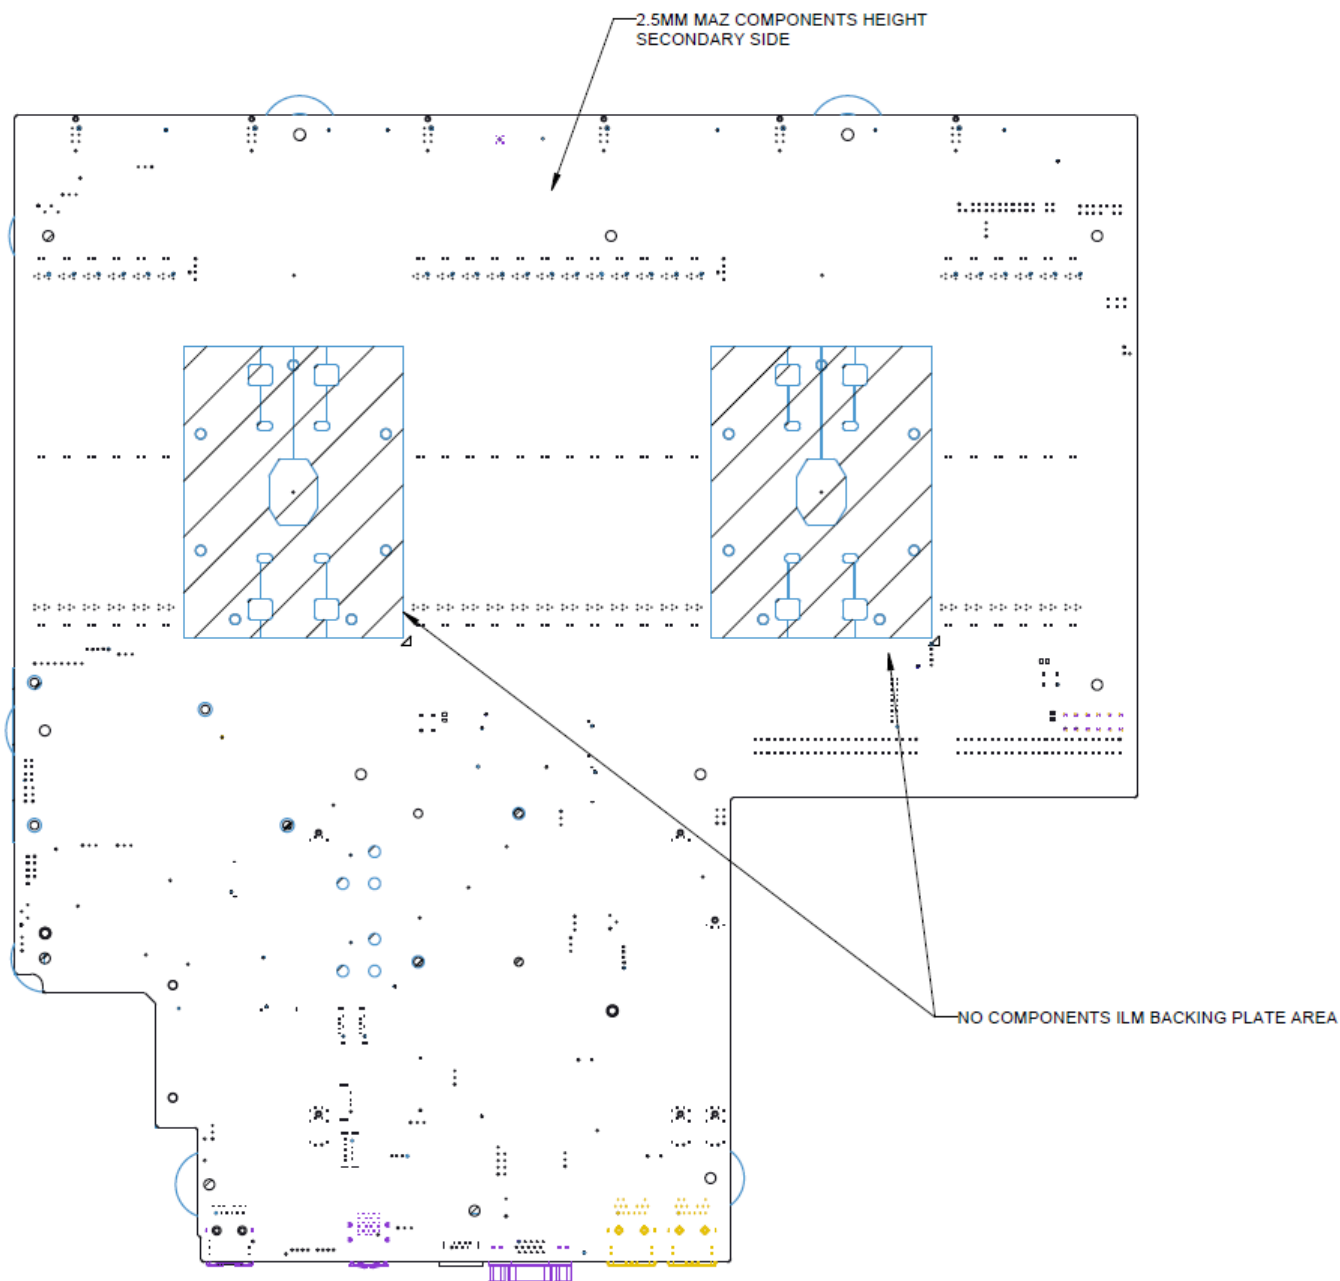 2.5MM MAZ COMPONENTS HEIGHT
SECONDARY SIDE
NO COMPONENTS ILM BACKING PLATE AREA